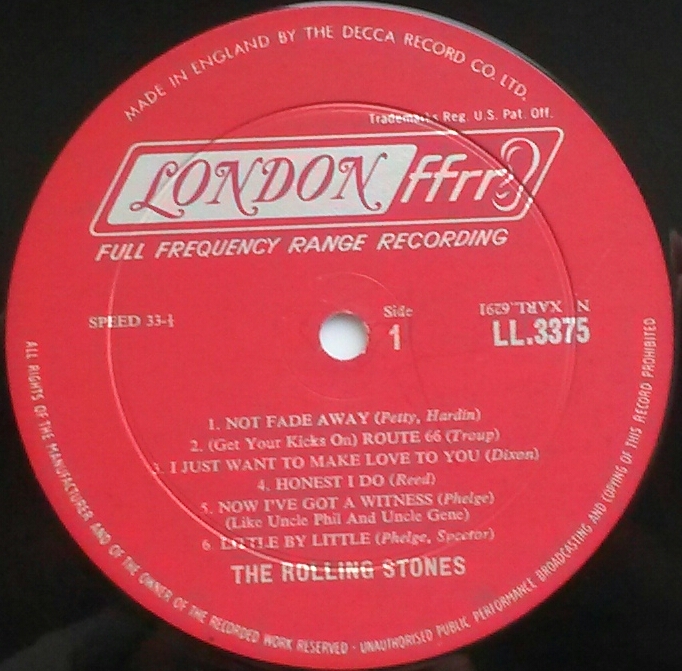 MADE IN ENGLAND BY THE DECCA RECORD CO. LTD.
Trademarks Reg. U.S. Pat. Off.
LONDON ffrr
FULL FREQUENCY RANGE RECORDING
SPEED 33-⅓
Side
1
N XARL.6291
LL.3375
1. NOT FADE AWAY (Petty, Hardin)
2. (Get Your Kicks On) ROUTE 66 (Troup)
3. I JUST WANT TO MAKE LOVE TO YOU (Dixon)
4. HONEST I DO (Reed)
5. NOW I'VE GOT A WITNESS (Phelge)
(Like Uncle Phil And Uncle Gene)
6. LITTLE BY LITTLE (Phelge, Spector)
THE ROLLING STONES
ALL RIGHTS OF THE MANUFACTURER AND OF THE OWNER OF THE RECORDED WORK RESERVED · UNAUTHORISED PUBLIC PERFORMANCE BROADCASTING AND COPYING OF THIS RECORD PROHIBITED